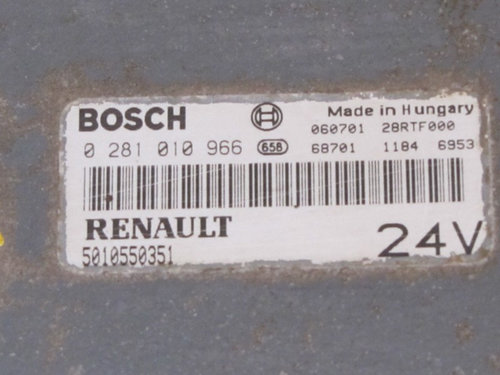 BOSCH
Made in Hungary
060701 28RTF000
0 281 010 966 658 68701 1184 6953
RENAULT
5010550351
24V